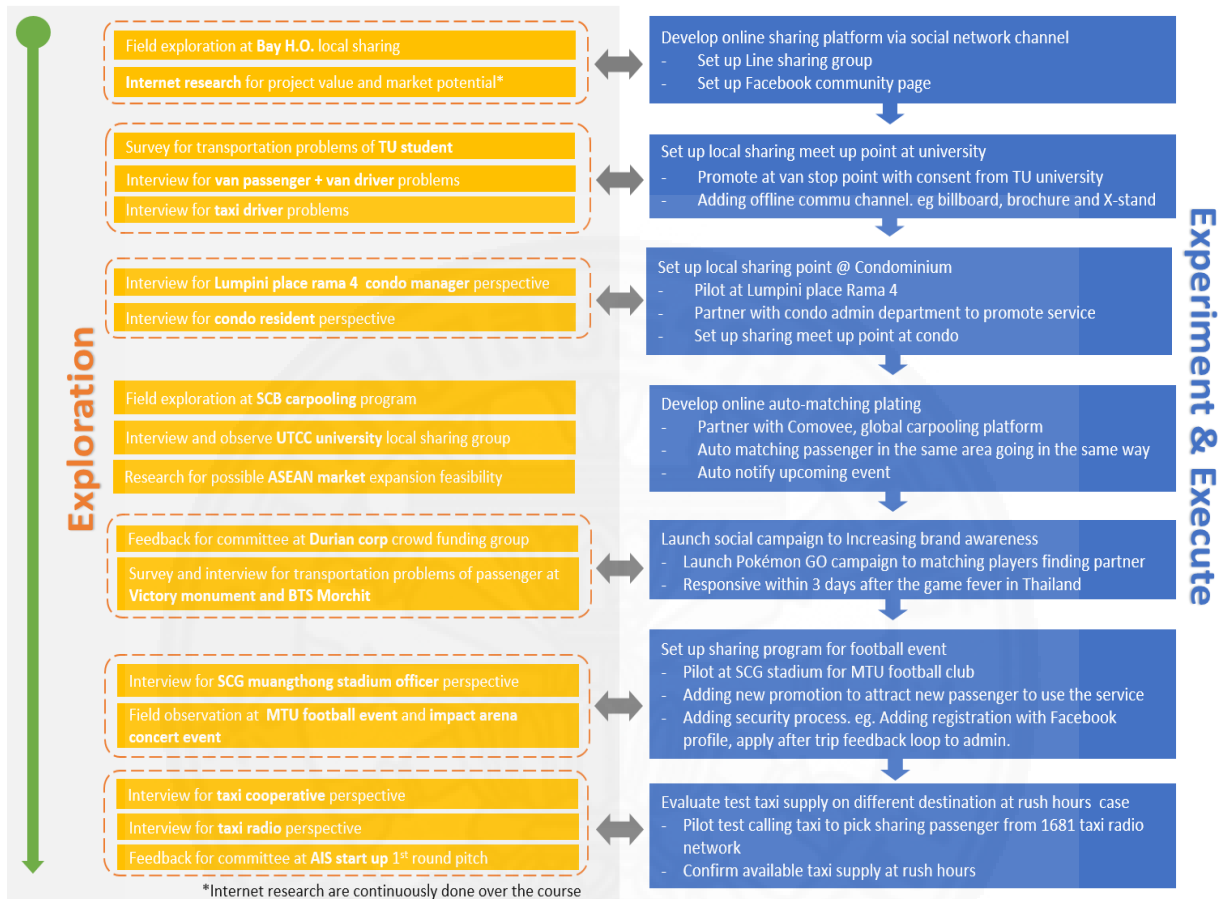 Exploration
Field exploration at Bay H.O. local sharing
Internet research for project value and market potential*
Develop online sharing platform via social network channel
- Set up Line sharing group
- Set up Facebook community page
Survey for transportation problems of TU student
Interview for van passenger + van driver problems
Interview for taxi driver problems
Set up local sharing meet up point at university
- Promote at van stop point with consent from TU university
- Adding offline commu channel. eg billboard, brochure and X-stand
Interview for Lumpini place rama 4 condo manager perspective
Interview for condo resident perspective
Set up local sharing point @ Condominium
- Pilot at Lumpini place Rama 4
- Partner with condo admin department to promote service
- Set up sharing meet up point at condo
Field exploration at SCB carpooling program
Interview and observe UTCC university local sharing group
Research for possible ASEAN market expansion feasibility
Develop online auto-matching plating
- Partner with Comovee, global carpooling platform
- Auto matching passenger in the same area going in the same way
- Auto notify upcoming event
Feedback for committee at Durian corp crowd funding group
Survey and interview for transportation problems of passenger at
Victory monument and BTS Morchit
Launch social campaign to Increasing brand awareness
- Launch Pokémon GO campaign to matching players finding partner
- Responsive within 3 days after the game fever in Thailand
Interview for SCG muangthong stadium officer perspective
Field observation at MTU football event and impact arena
concert event
Set up sharing program for football event
- Pilot at SCG stadium for MTU football club
- Adding new promotion to attract new passenger to use the service
- Adding security process. eg. Adding registration with Facebook
profile, apply after trip feedback loop to admin.
Interview for taxi cooperative perspective
Interview for taxi radio perspective
Feedback for committee at AIS start up 1st round pitch
Evaluate test taxi supply on different destination at rush hours case
- Pilot test calling taxi to pick sharing passenger from 1681 taxi radio
network
- Confirm available taxi supply at rush hours
*Internet research are continuously done over the course
Experiment & Execute